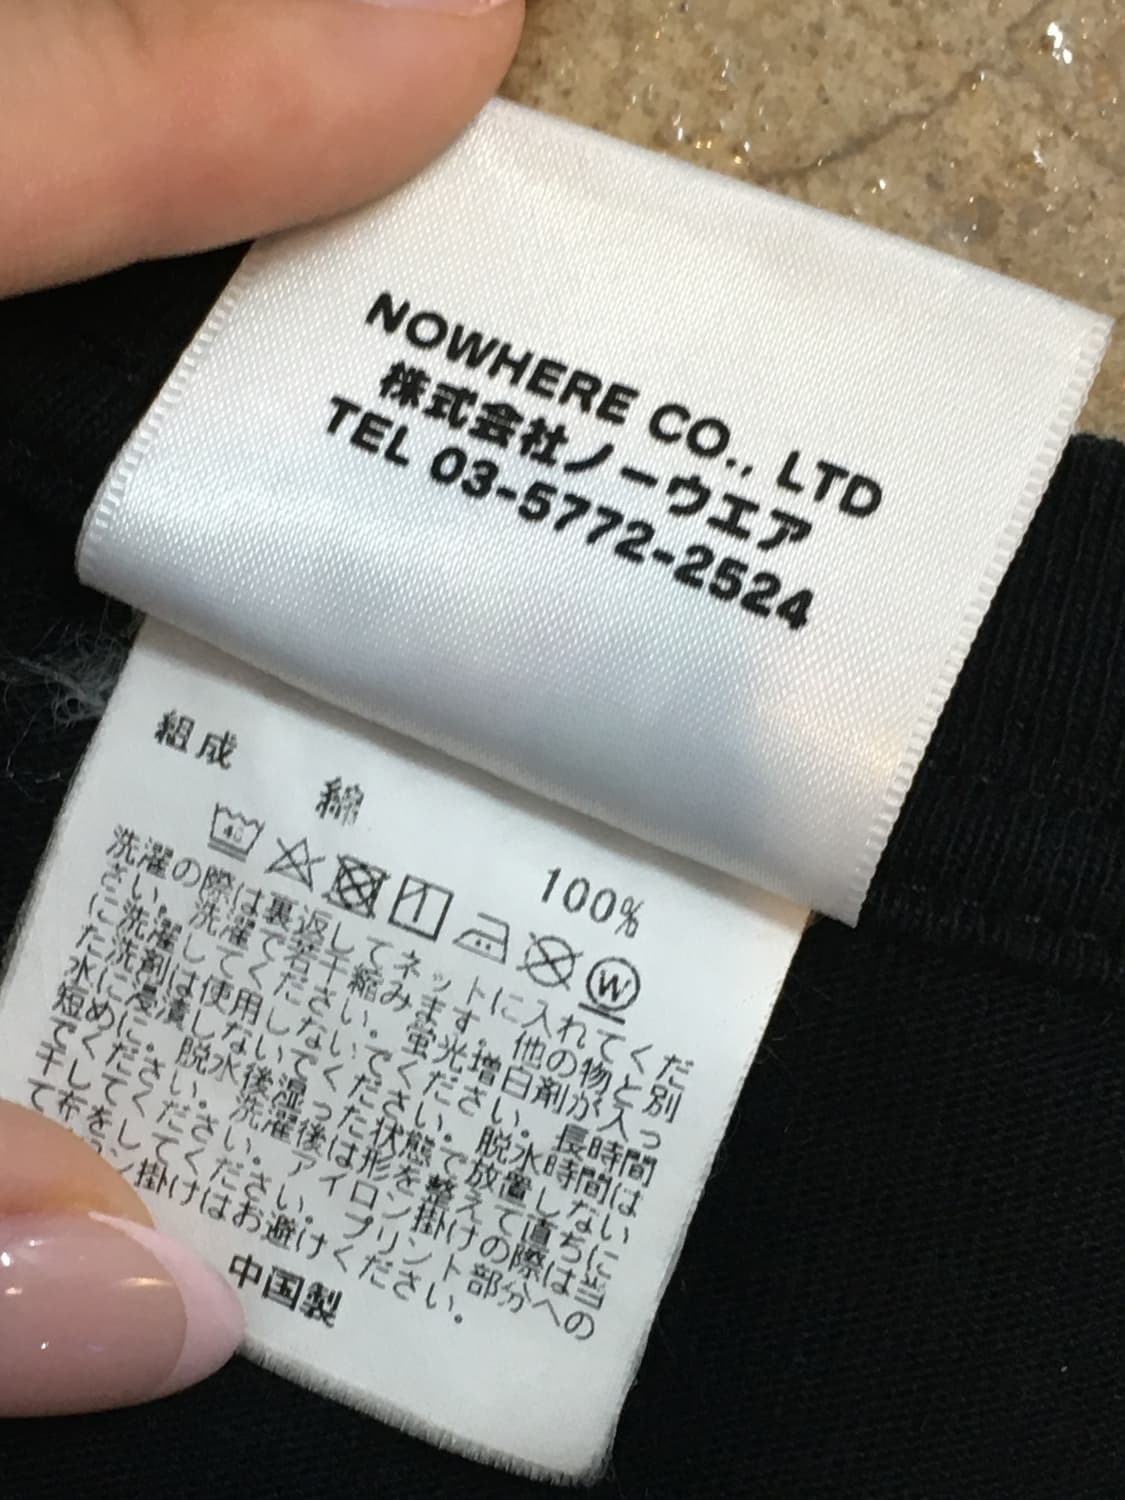 NOWHERE CO., LTD
株式会社ノーウエア
TEL 03-5772-2524
組成
綿 100%
40
W
洗濯の際は裏返してネットに入れてくだ
さい。洗濯で若干縮みます。他の物と別
に洗濯してください。蛍光増白剤が入っ
た洗剤は使用しないでください。長時間
水に浸漬しないでください。脱水時間は
短めに。脱水後湿った状態で放置しない
でください。洗濯後は形を整えて直ちに
干してください。アイロン掛けの際は当
て布をしてください。プリント部分への
ロン掛けはお避けください。
中国製